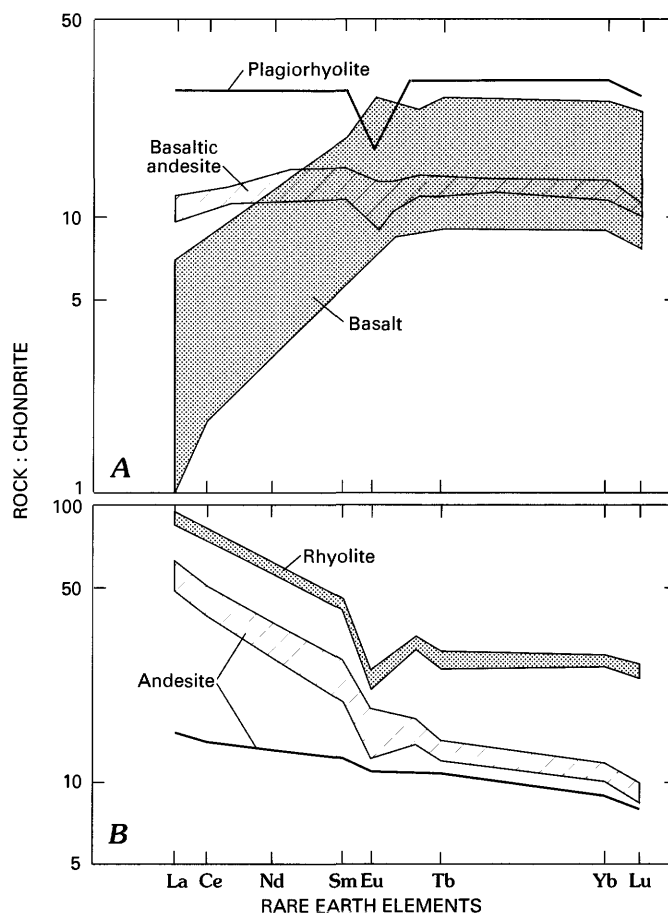 50
Plagiorhyolite
Basaltic
andesite
10
5
Basalt
A
1
ROCK : CHONDRITE
100
Rhyolite
50
Andesite
10
B
5
La Ce Nd Sm Eu Tb Yb Lu
RARE EARTH ELEMENTS